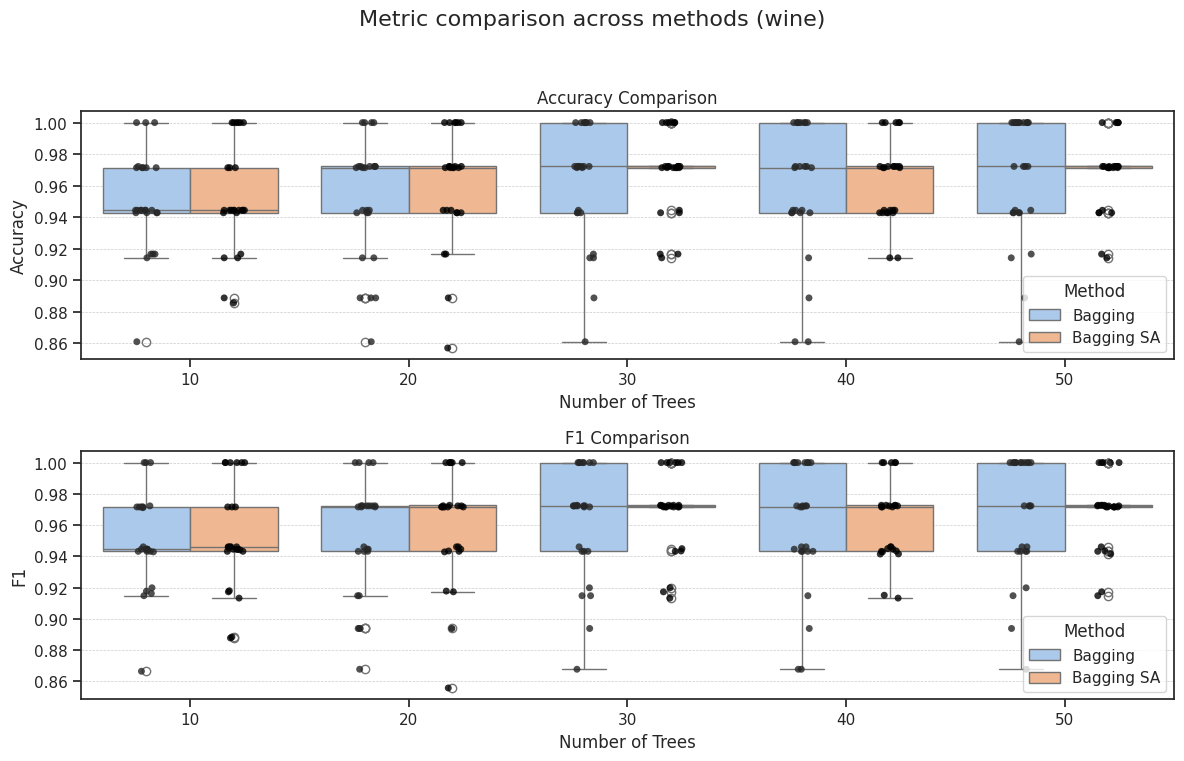 Metric comparison across methods (wine)
Accuracy Comparison
1.00
0.98
0.96
0.94
0.92
0.90
0.88
0.86
Accuracy
Method
Bagging
Bagging SA
10 20 30 40 50
Number of Trees
F1 Comparison
1.00
0.98
0.96
0.94
0.92
0.90
0.88
0.86
F1
Method
Bagging
Bagging SA
10 20 30 40 50
Number of Trees